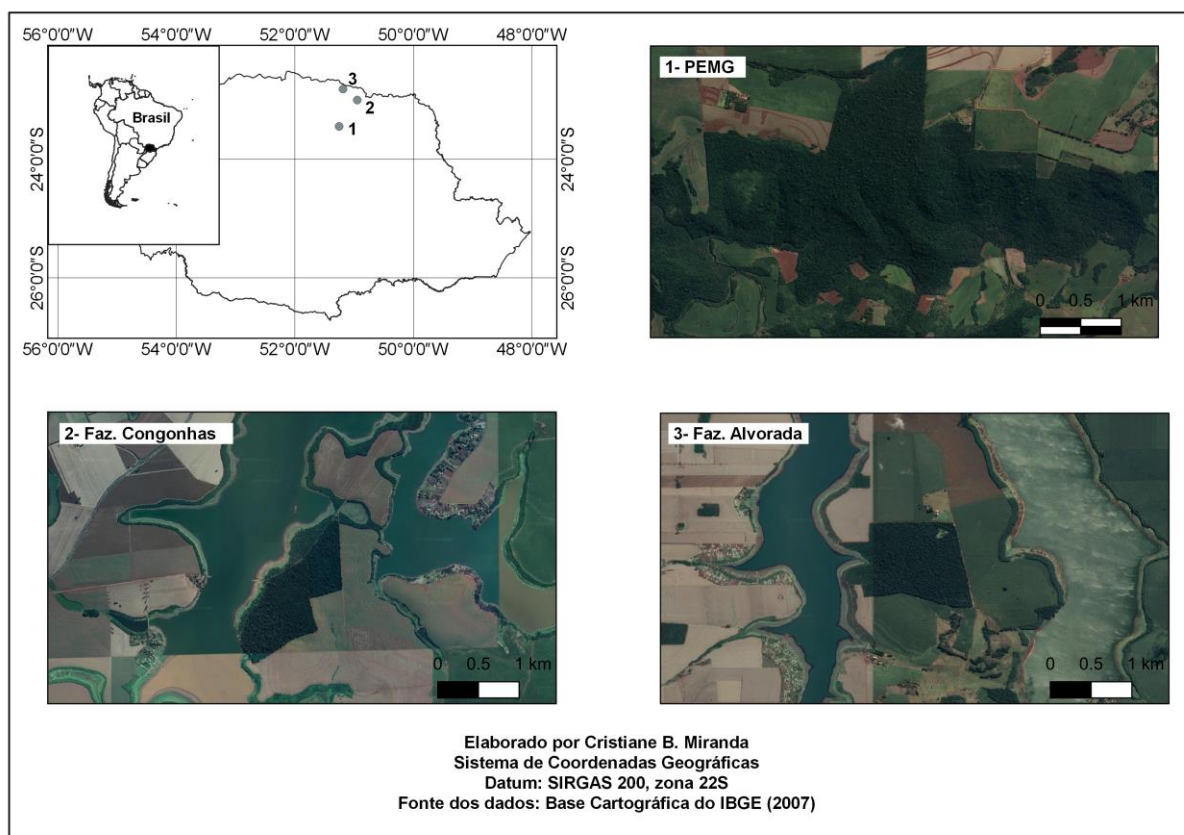 56°0′0″W 54°0′0″W 52°0′0″W 50°0′0″W 48°0′0″W
Brasil
3
2
1
24°0′0″S
24°0′0″S
26°0′0″S
26°0′0″S
56°0′0″W 54°0′0″W 52°0′0″W 50°0′0″W 48°0′0″W
1- PEMG
0 0.5 1 km
2- Faz. Congonhas
0 0.5 1 km
3- Faz. Alvorada
0 0.5 1 km
Elaborado por Cristiane B. Miranda
Sistema de Coordenadas Geográficas
Datum: SIRGAS 200, zona 22S
Fonte dos dados: Base Cartográfica do IBGE (2007)